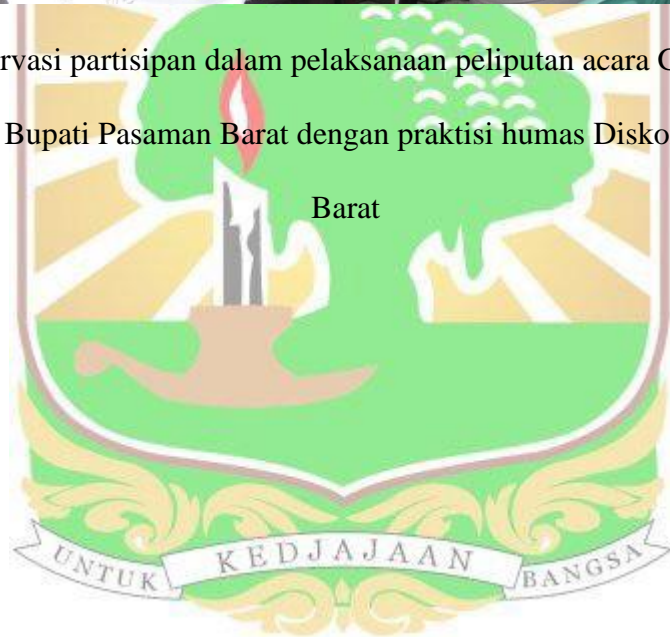 rvasi partisipan dalam pelaksanaan peliputan acara
Bupati Pasaman Barat dengan praktisi humas Disko
Barat
UNTUK KEDJAJAAN BANGSA